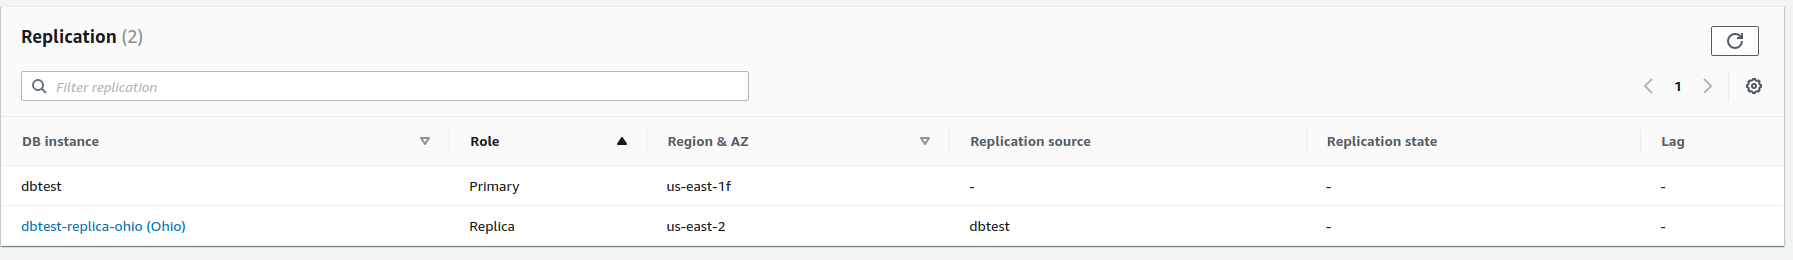 Replication (2)
Filter replication
1
DB instance Role Region & AZ Replication source Replication state Lag
dbtest Primary us-east-1f - - -
dbtest-replica-ohio (Ohio) Replica us-east-2 dbtest - -